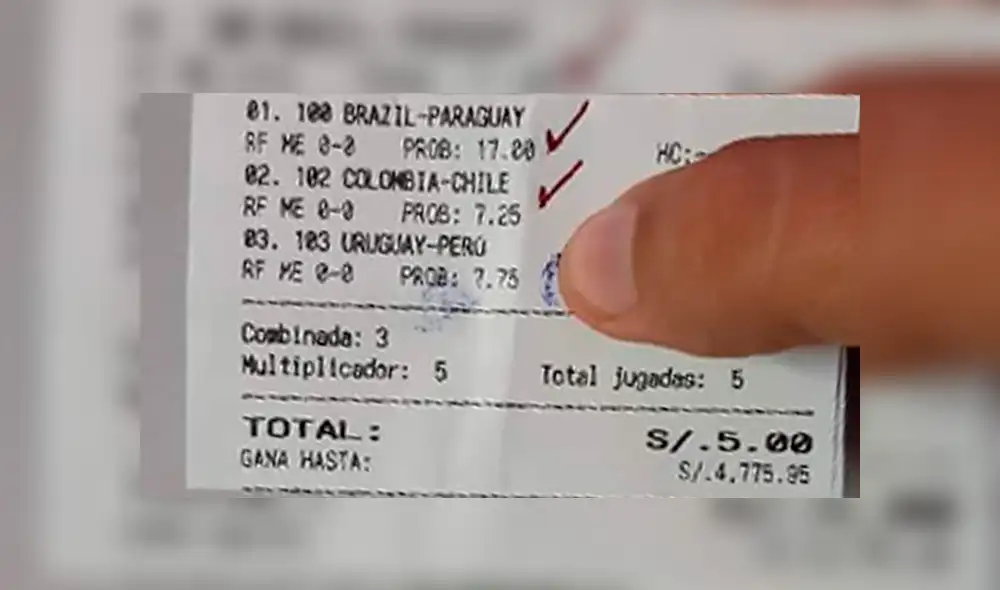 01. 100 BRAZIL-PARAGUAY
RF ME 0-0 PROB: 17.00 HC:-
02. 102 COLOMBIA-CHILE
RF ME 0-0 PROB: 7.25
03. 103 URUGUAY-PERÚ
RF ME 0-0 PROB: 7.75
Combinada: 3
Multiplicador: 5 Total jugadas: 5
TOTAL: S/.5.00
GANA HASTA: S/.4,775.95